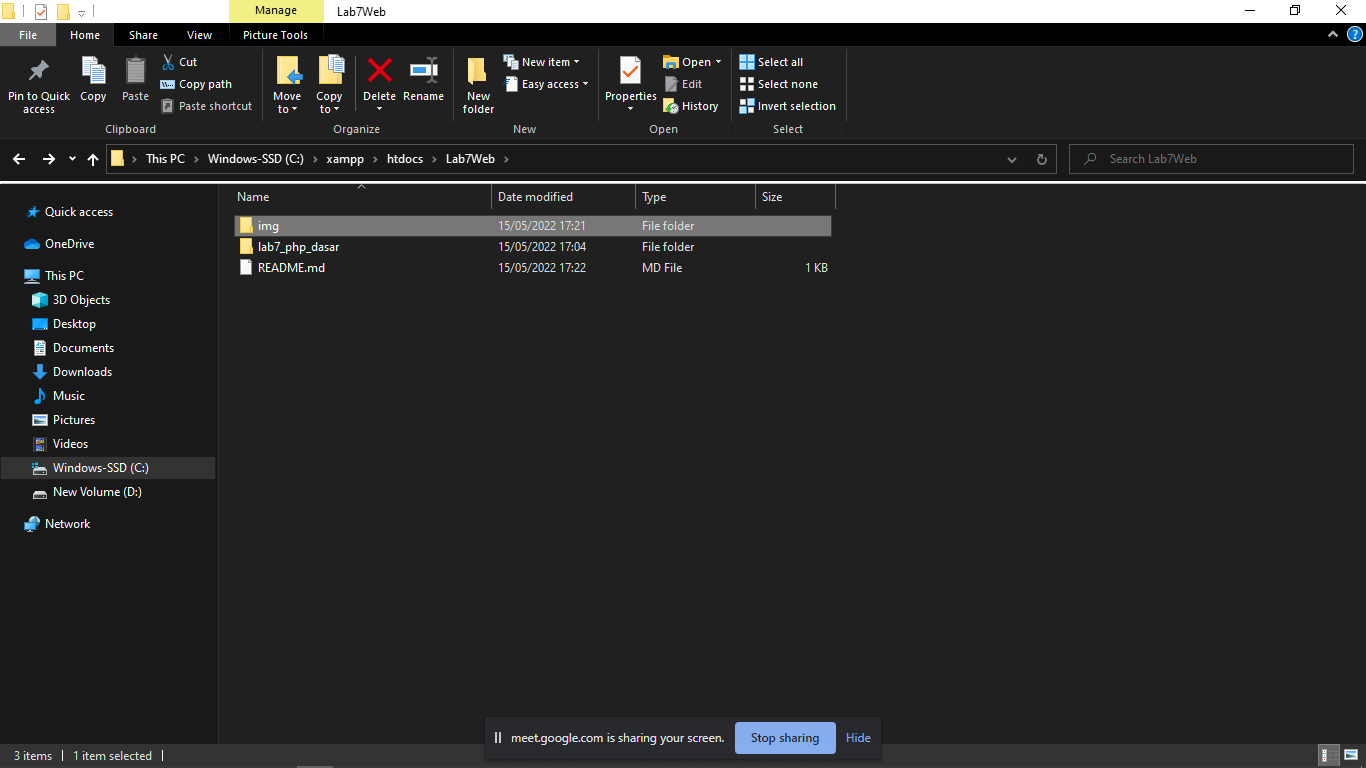 Manage
Lab7Web
File
Home
Share
View
Picture Tools
Pin to Quick access
Copy
Paste
Cut
Copy path
Paste shortcut
Clipboard
Move to
Copy to
Delete
Rename
Organize
New folder
New item
Easy access
New
Properties
Open
Edit
History
Open
Select all
Select none
Invert selection
Select
This PC > Windows-SSD (C:) > xampp > htdocs > Lab7Web >
Search Lab7Web
Name Date modified Type Size
img 15/05/2022 17:21 File folder
lab7_php_dasar 15/05/2022 17:04 File folder
README.md 15/05/2022 17:22 MD File 1 KB
Quick access
OneDrive
This PC
3D Objects
Desktop
Documents
Downloads
Music
Pictures
Videos
Windows-SSD (C:)
New Volume (D:)
Network
meet.google.com is sharing your screen.
Stop sharing
Hide
3 items
1 item selected